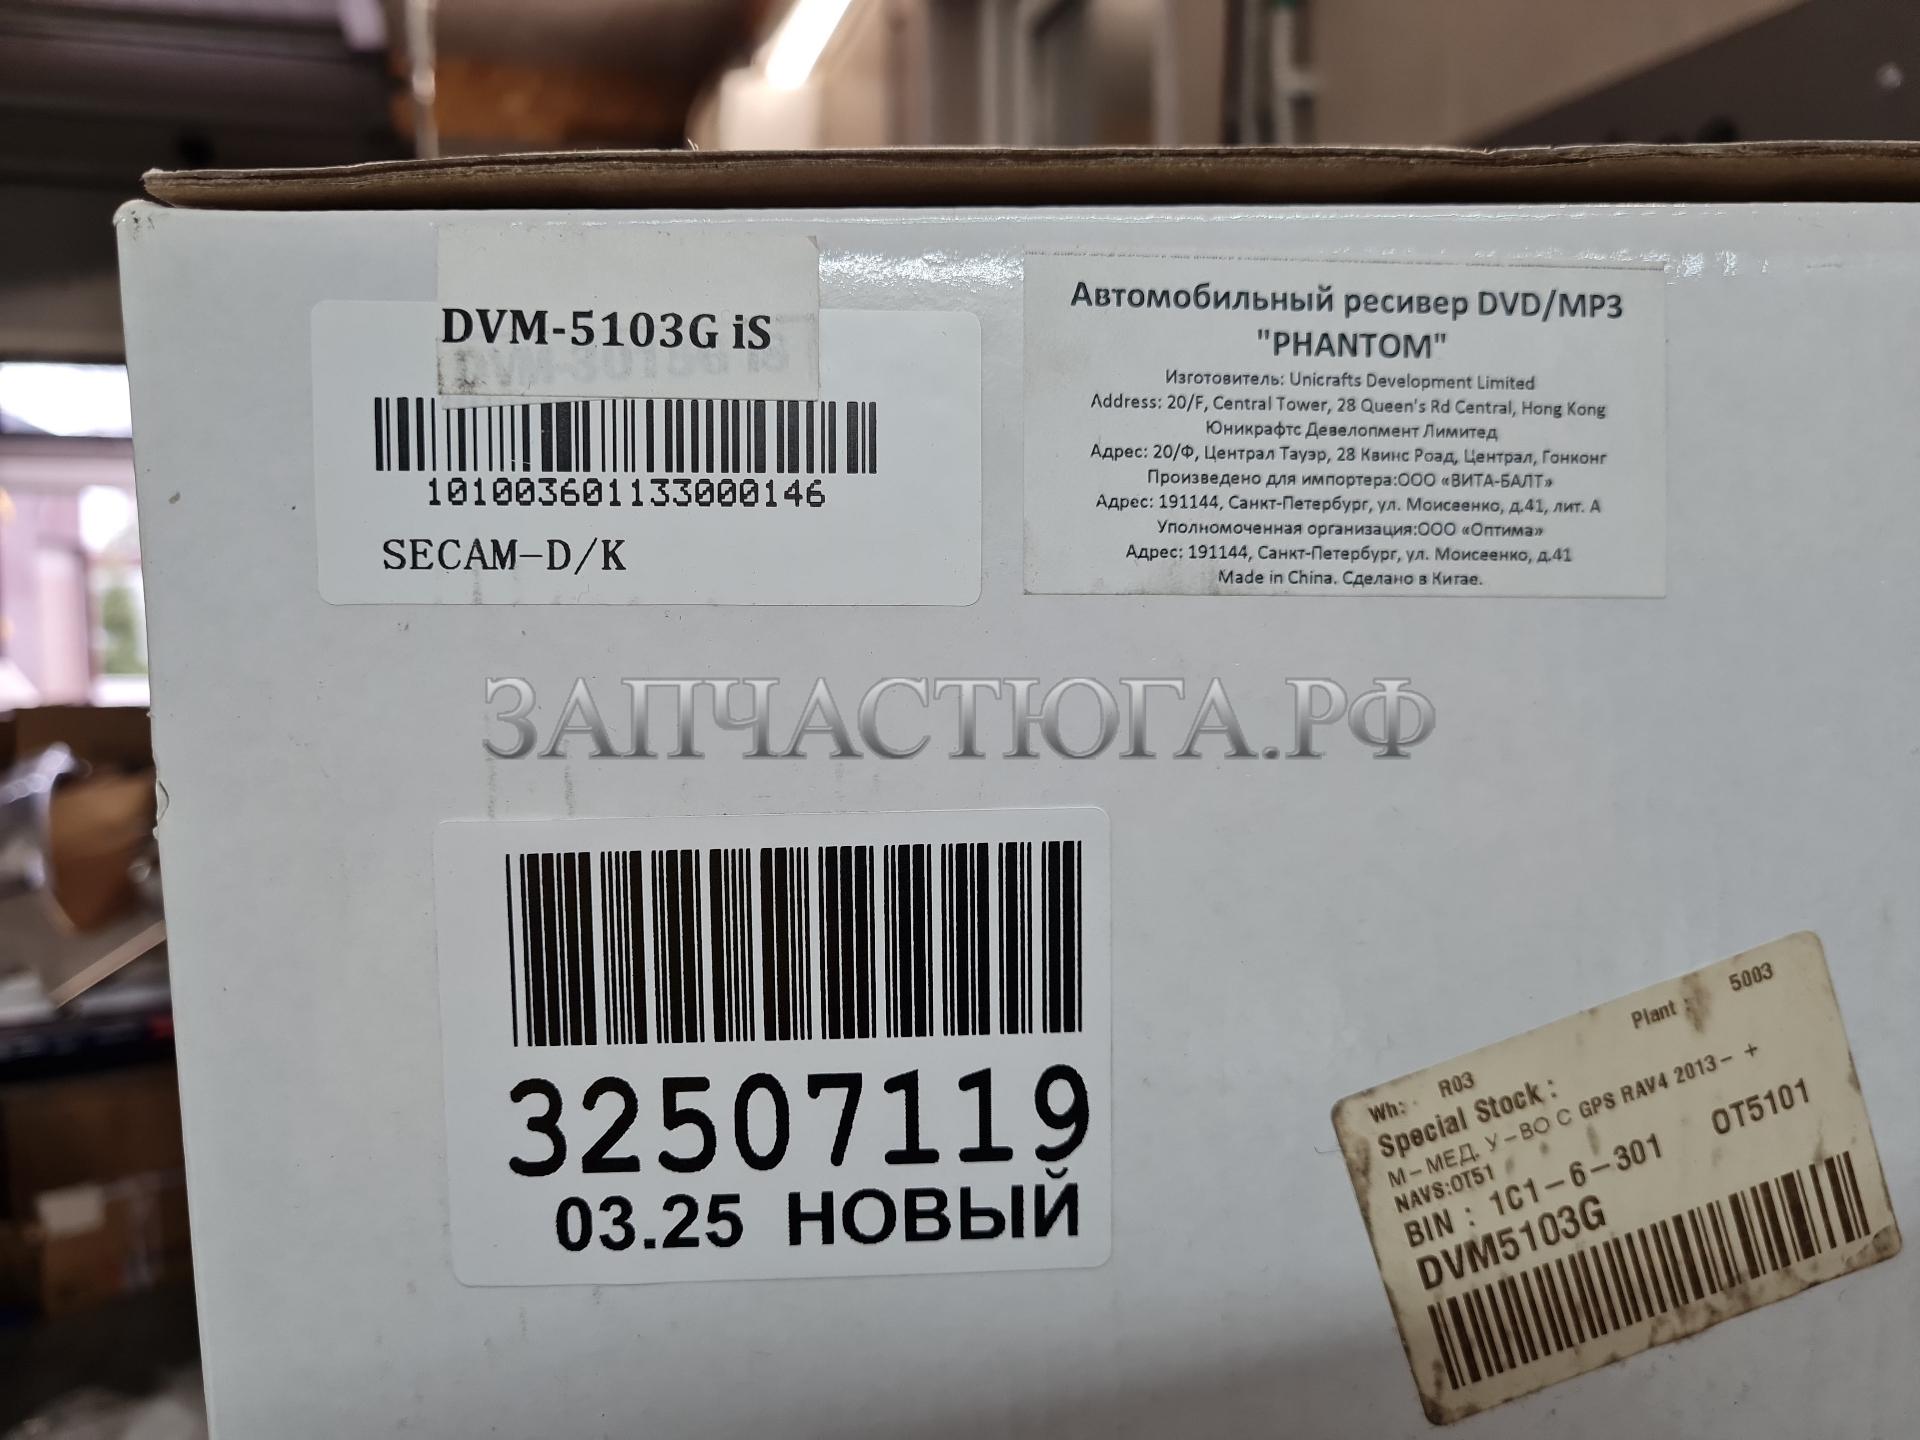 DVM-5103G iS
DVM-3013G iS
101003601133000146
SECAM-D/K
Автомобильный ресивер DVD/MP3
"PHANTOM"
Изготовитель: Unicrafts Development Limited
Address: 20/F, Central Tower, 28 Queen's Rd Central, Hong Kong
Юникрафтс Девелопмент Лимитед
Адрес: 20/Ф, Централ Тауэр, 28 Квинс Роад, Централ, Гонконг
Произведено для импортера:ООО «ВИТА-БАЛТ»
Адрес: 191144, Санкт-Петербург, ул. Моисеенко, д.41, лит. А
Уполномоченная организация:ООО «Оптима»
Адрес: 191144, Санкт-Петербург, ул. Моисеенко, д.41
Made in China. Сделано в Китае.
ЗАПЧАСТЮГА.РФ
32507119
03.25 НОВЫЙ
Wh: R03 Plant : 5003
Special Stock :
М-МЕД. У-ВО С GPS RAV4 2013- +
NAVS:OT51 OT5101
BIN : 1C1-6-301
DVM5103G